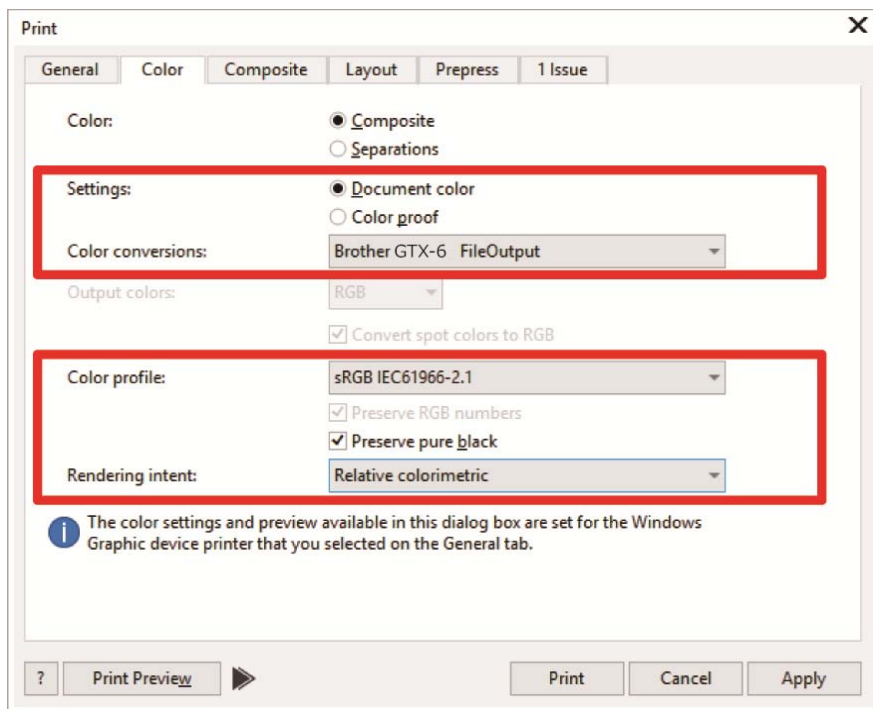 Print
General Color Composite Layout Prepress 1 Issue
Color: Composite
Separations
Settings: Document color
Color proof
Color conversions: Brother GTX-6 FileOutput
Output colors: RGB
Convert spot colors to RGB
Color profile: sRGB IEC61966-2.1
Preserve RGB numbers
Preserve pure black
Rendering intent: Relative colorimetric
The color settings and preview available in this dialog box are set for the Windows
Graphic device printer that you selected on the General tab.
? Print Preview Print Cancel Apply